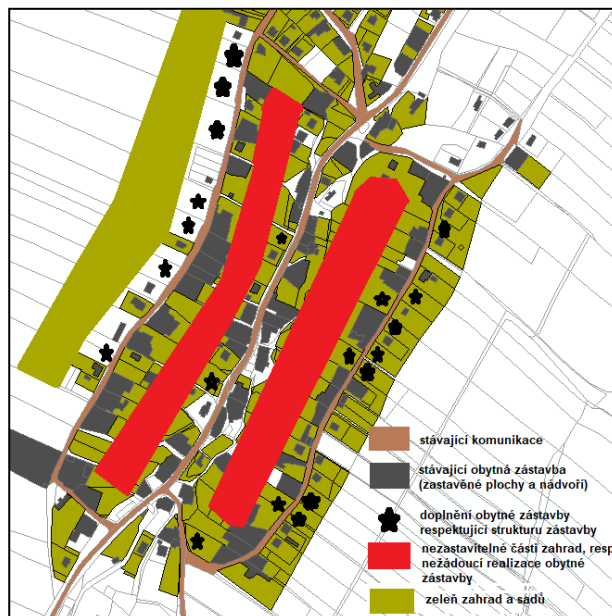 stávající komunikace
stávající obytná zástavba
(zastavěné plochy a nádvoří)
doplnění obytné zástavby
respektující strukturu zástavby
nezastavitelné části zahrad, resp
nežádoucí realizace obytné
zástavby
zeleň zahrad a sadů